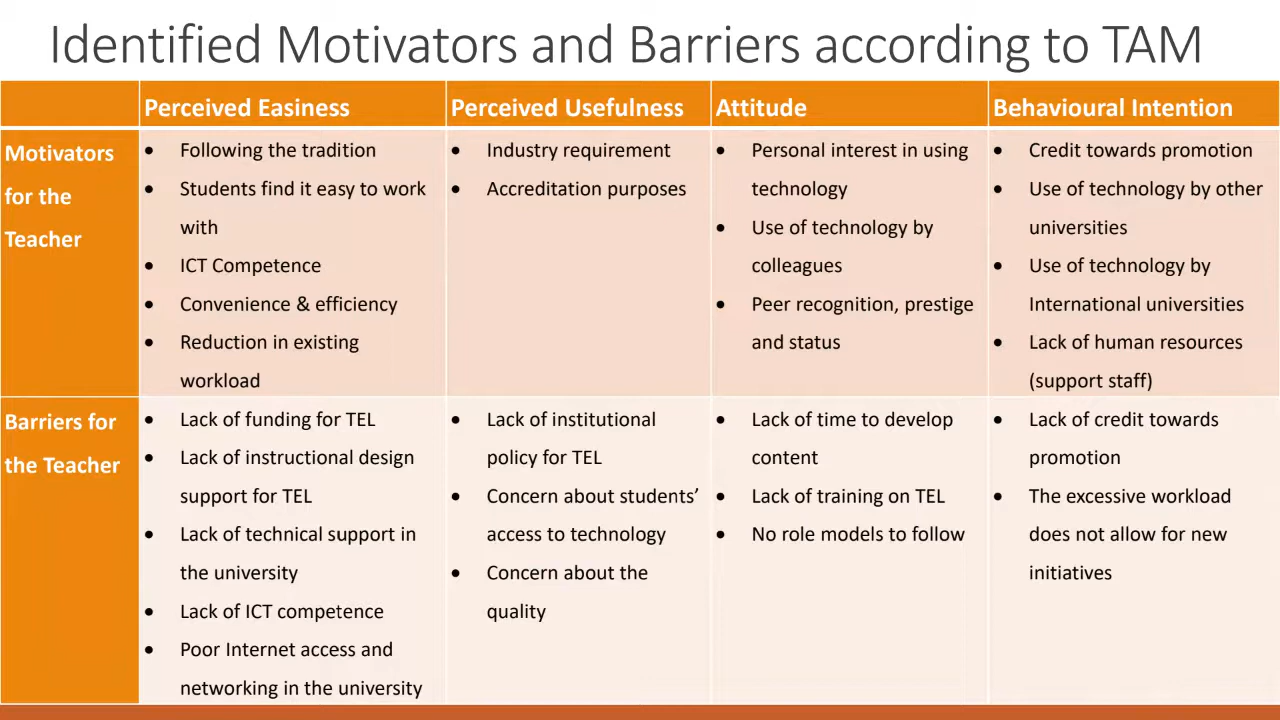 Identified Motivators and Barriers according to TAM
Perceived Easiness
Perceived Usefulness
Attitude
Behavioural Intention
Motivators
for the
Teacher
• Following the tradition
• Students find it easy to work
with
• ICT Competence
• Convenience & efficiency
• Reduction in existing
workload
• Industry requirement
• Accreditation purposes
• Personal interest in using
technology
• Use of technology by
colleagues
• Peer recognition, prestige
and status
• Credit towards promotion
• Use of technology by other
universities
• Use of technology by
International universities
• Lack of human resources
(support staff)
Barriers for
the Teacher
• Lack of funding for TEL
• Lack of instructional design
support for TEL
• Lack of technical support in
the university
• Lack of ICT competence
• Poor Internet access and
networking in the university
• Lack of institutional
policy for TEL
• Concern about students’
access to technology
• Concern about the
quality
• Lack of time to develop
content
• Lack of training on TEL
• No role models to follow
• Lack of credit towards
promotion
• The excessive workload
does not allow for new
initiatives